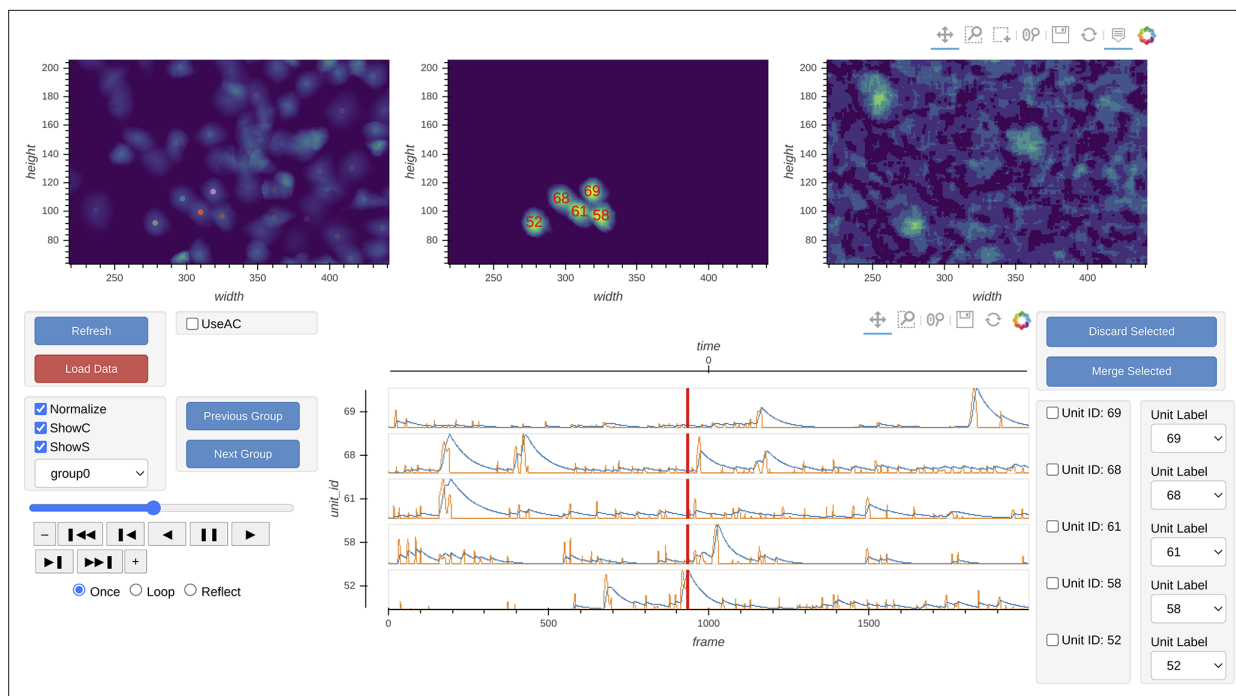 200
180
160
140
120
100
80
height
250
300
350
400
width
200
180
160
140
120
100
80
height
68
69
61
58
52
250
300
350
400
width
200
180
160
140
120
100
80
height
250
300
350
400
width
Refresh
Load Data
UseAC
Normalize
ShowC
ShowS
group0
Previous Group
Next Group
– ❚◀◀ ❚◀ ◀ ❚❚ ▶
▶❚ ▶▶❚ +
Once Loop Reflect
time
0
unit_id
69
68
61
58
52
0
500
1000
1500
frame
Discard Selected
Merge Selected
Unit ID: 69
Unit ID: 68
Unit ID: 61
Unit ID: 58
Unit ID: 52
Unit Label
69
Unit Label
68
Unit Label
61
Unit Label
58
Unit Label
52